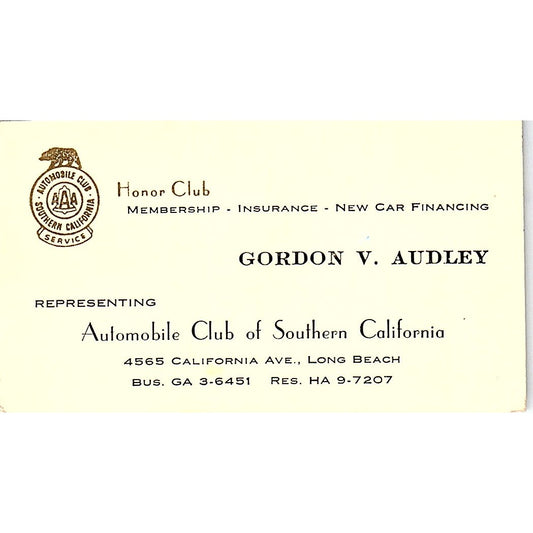 AUTOMOBILE CLUB
AAA
SOUTHERN CALIFORNIA
SERVICE
Honor Club
MEMBERSHIP - INSURANCE - NEW CAR FINANCING
GORDON V. AUDLEY
REPRESENTING
Automobile Club of Southern California
4565 CALIFORNIA AVE., LONG BEACH
BUS. GA 3-6451 RES. HA 9-7207